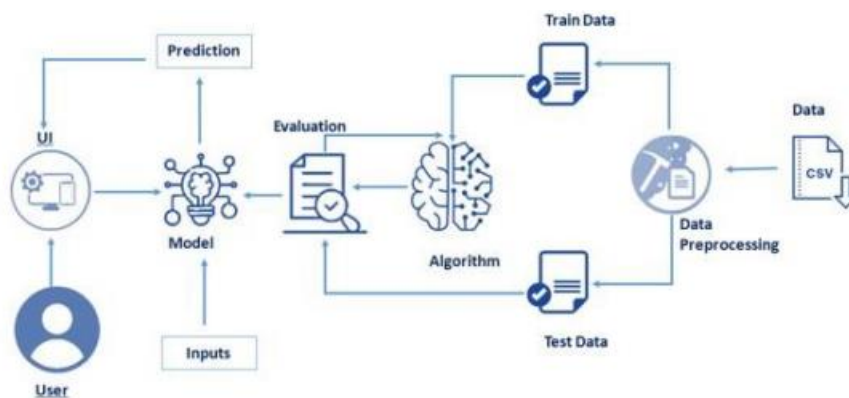 Train Data
Prediction
Data
Evaluation
UI
CSV
Model
Data
Preprocessing
Algorithm
Inputs
Test Data
User